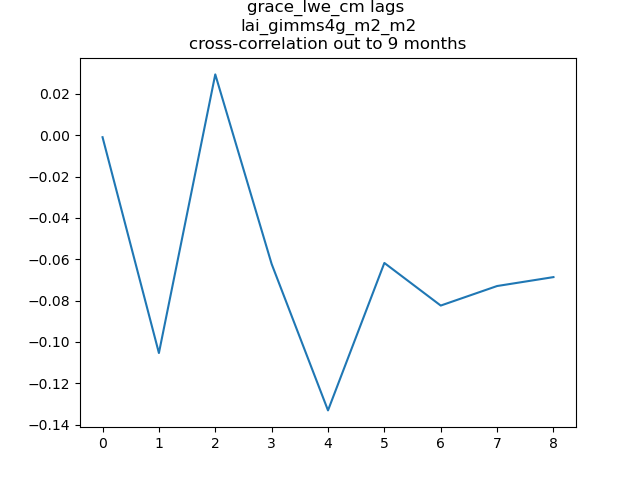 grace_lwe_cm lags
lai_gimms4g_m2_m2
cross-correlation out to 9 months
0.02
0.00
−0.02
−0.04
−0.06
−0.08
−0.10
−0.12
−0.14
0 1 2 3 4 5 6 7 8